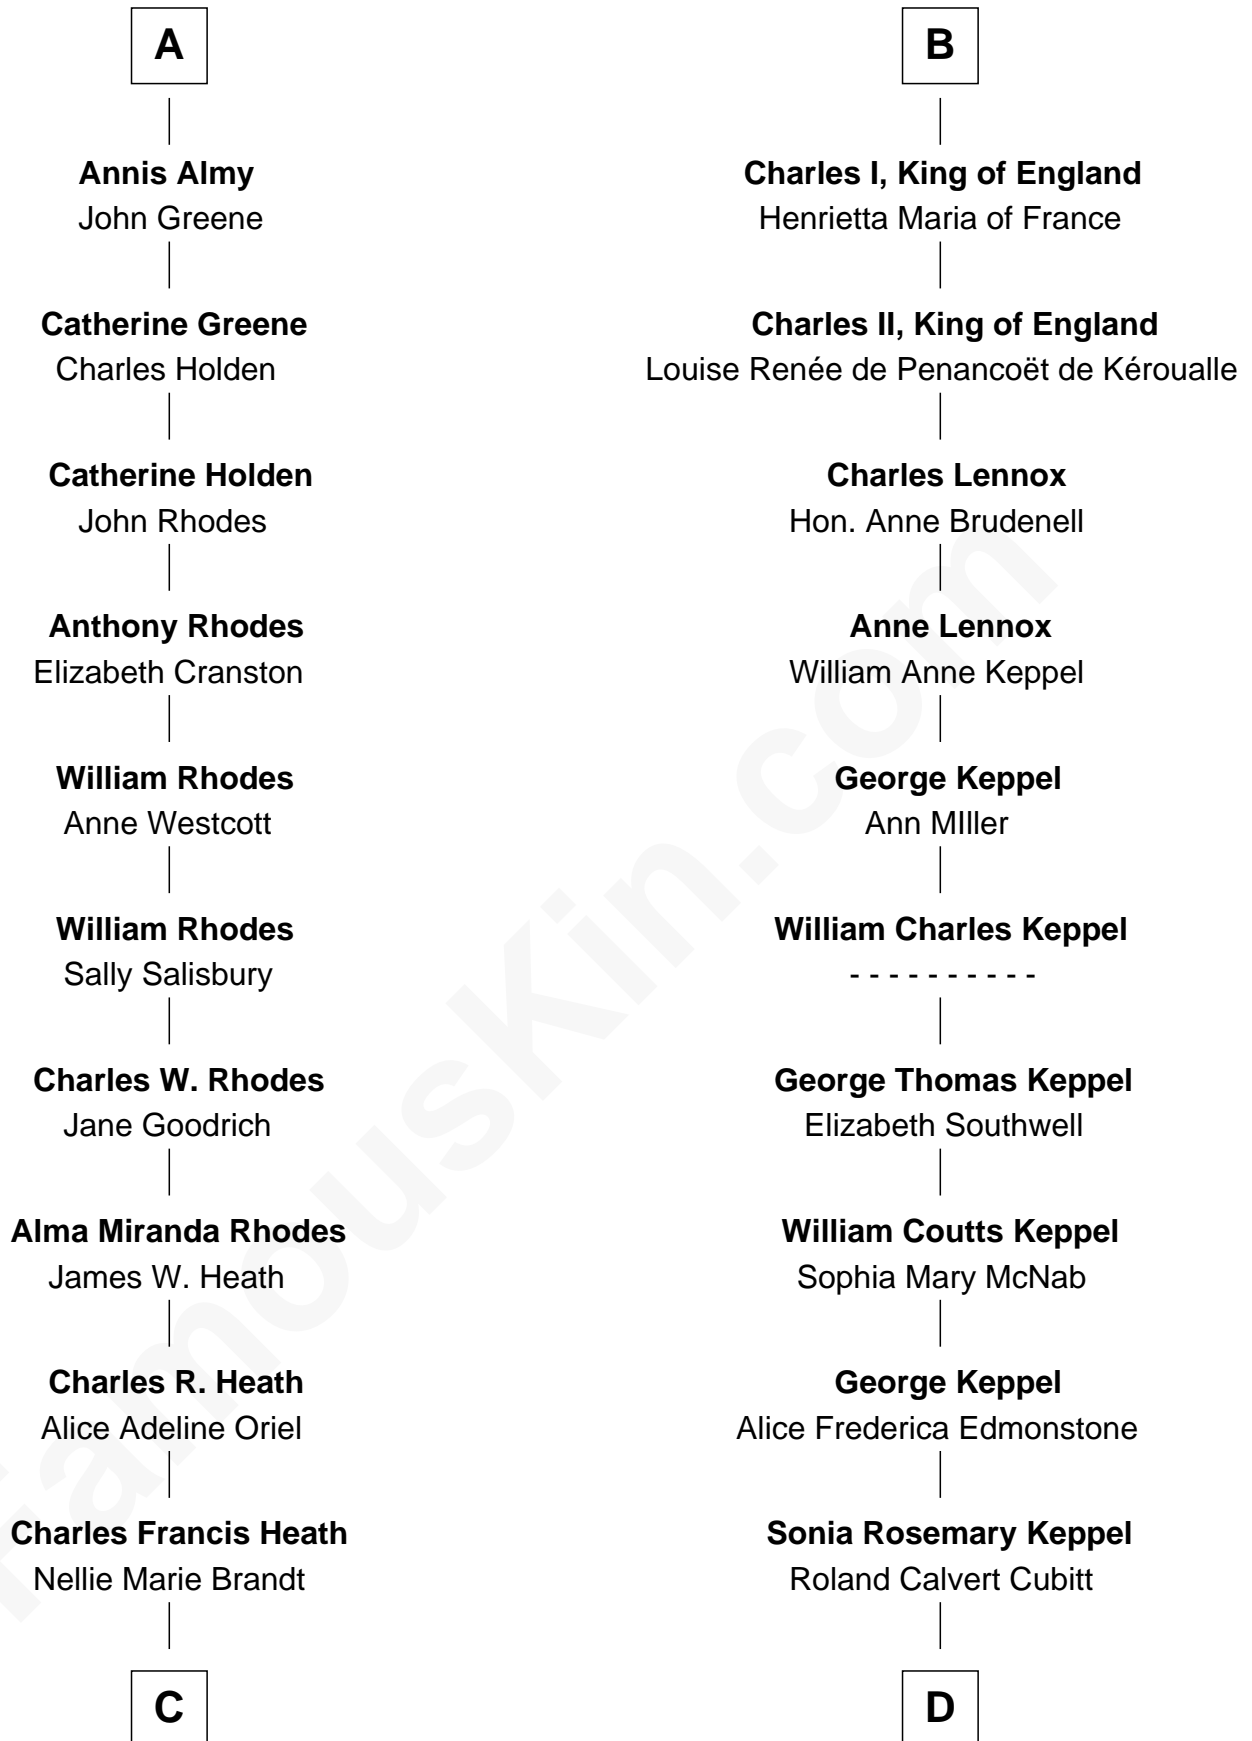 A
Annis Almy
John Greene
Catherine Greene
Charles Holden
Catherine Holden
John Rhodes
Anthony Rhodes
Elizabeth Cranston
William Rhodes
Anne Westcott
William Rhodes
Sally Salisbury
Charles W. Rhodes
Jane Goodrich
Alma Miranda Rhodes
James W. Heath
Charles R. Heath
Alice Adeline Oriel
Charles Francis Heath
Nellie Marie Brandt
C
B
Charles I, King of England
Henrietta Maria of France
Charles II, King of England
Louise Renée de Penancoët de Kéroualle
Charles Lennox
Hon. Anne Brudenell
Anne Lennox
William Anne Keppel
George Keppel
Ann MIller
William Charles Keppel
- - - - - - - - - -
George Thomas Keppel
Elizabeth Southwell
William Coutts Keppel
Sophia Mary McNab
George Keppel
Alice Frederica Edmonstone
Sonia Rosemary Keppel
Roland Calvert Cubitt
D
FamousKin.com